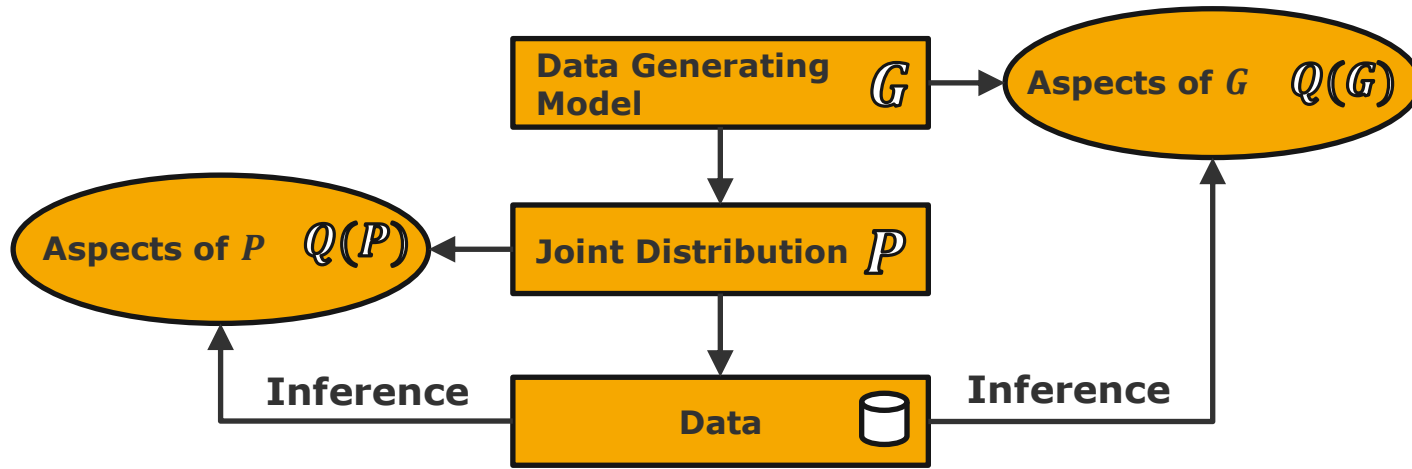 Data Generating
Model G
Aspects of G Q(G)
Aspects of P Q(P)
Joint Distribution P
Inference
Data
Inference